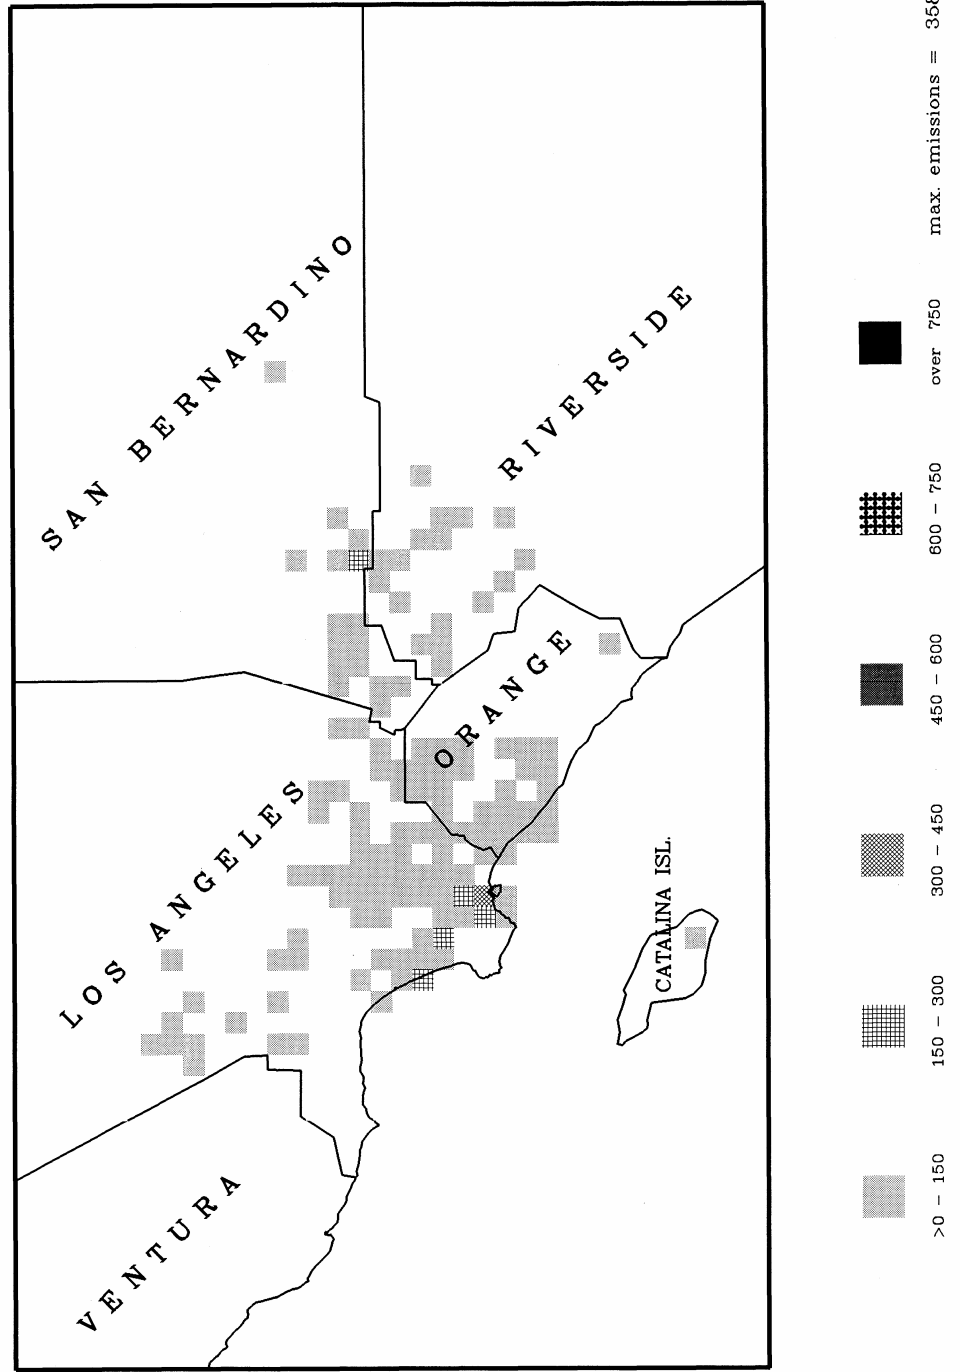 SAN BERNARDINO
RIVERSIDE
ORANGE
LOS ANGELES
VENTURA
CATALINA ISL.
>0 - 150
150 - 300
300 - 450
450 - 600
600 - 750
over 750
max. emissions =